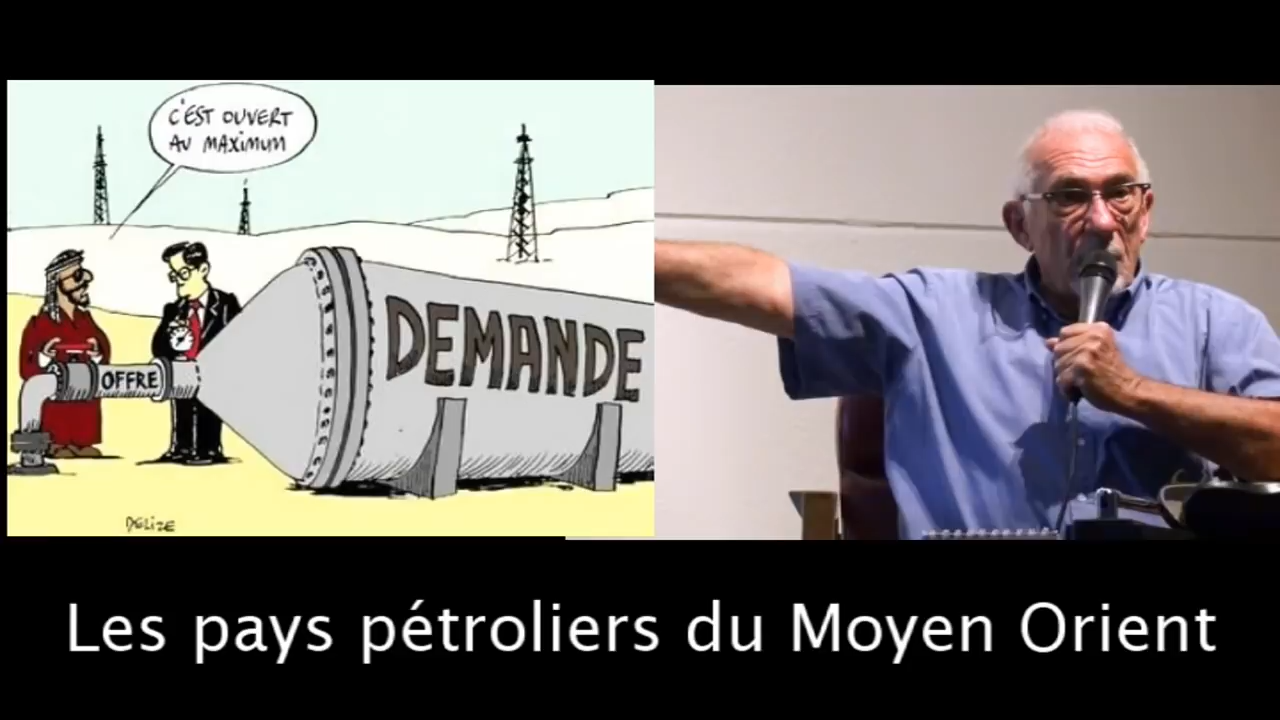 C'EST OUVERT
AU MAXIMUM
OFFRE
DEMANDE
DELIZE
Les pays pétroliers du Moyen Orient